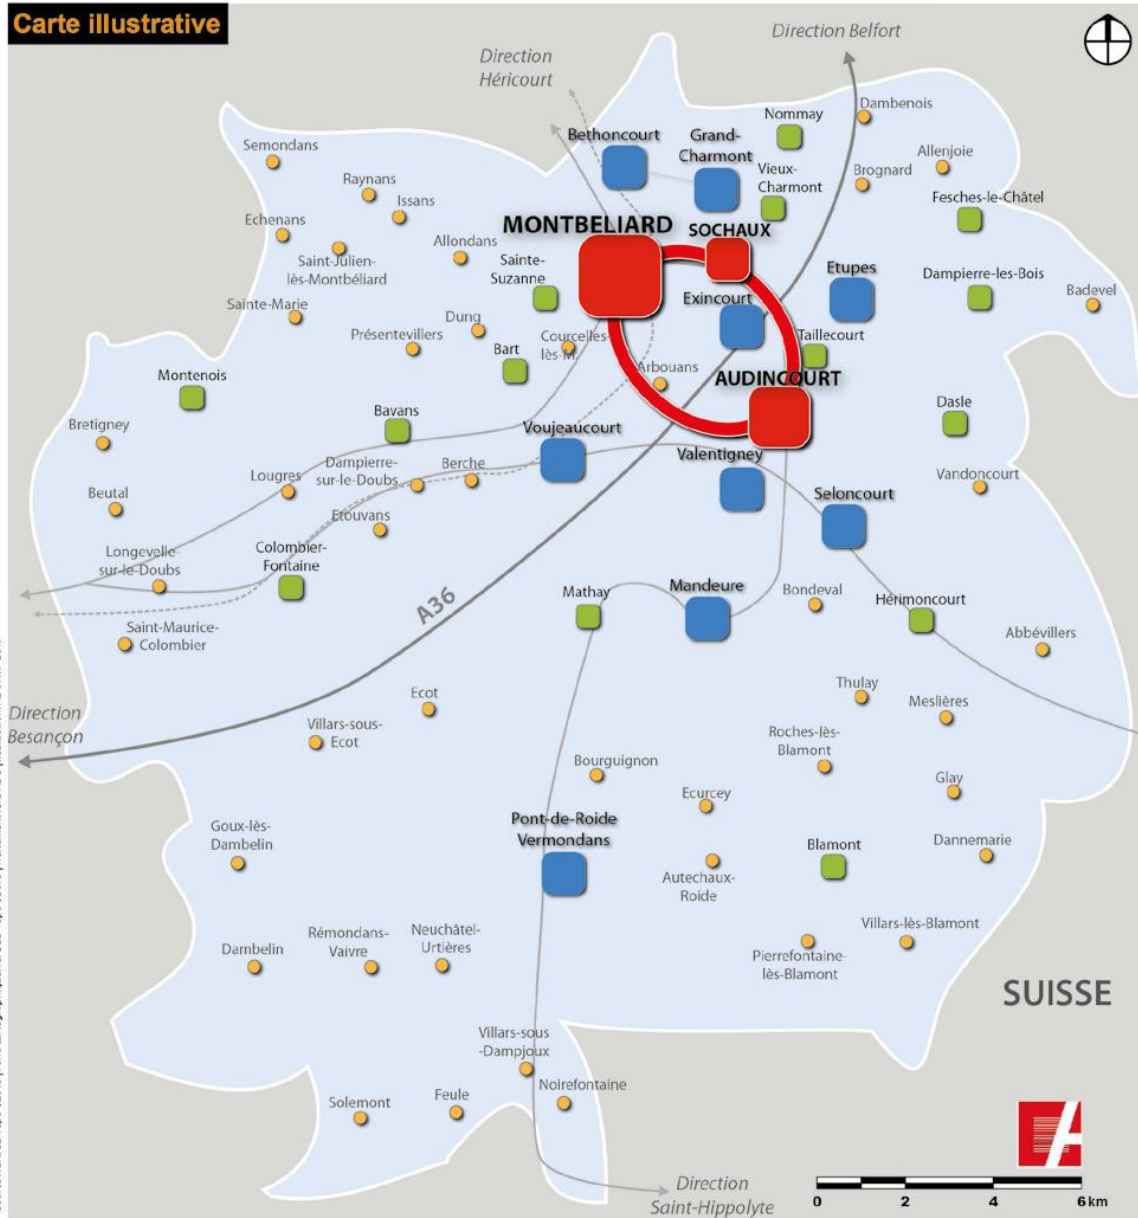 Carte illustrative
Direction Belfort
Direction
Héricourt
Dambenois
Nommay
Bethoncourt
Grand-
Charmont
Semondans
Allenjoie
Vieux-
Charmont
Brognard
Raynans
Issans
Fesches-le-Châtel
Echenans
MONTBELIARD
SOCHAUX
Allondans
Saint-Julien-
lès-Montbéliard
Sainte-
Suzanne
Etupes
Dampierre-les-Bois
Badevel
Sainte-Marie
Exincourt
Dung
Présentevillers
Courcelles-
lès-M.
Taillecourt
Bart
Arbouans
Montenois
AUDINCOURT
Dasle
Bavans
Bretigney
Voujeaucourt
Valentigney
Dampierre-
sur-le-Doubs
Berche
Lougres
Vandoncourt
Beutal
Seloncourt
Etouvans
Longevelle-
sur-le-Doubs
Colombier-
Fontaine
A36
Mathay
Mandeure
Bondeval
Hérimoncourt
Saint-Maurice-
Colombier
Abbévillers
Thulay
Ecot
Meslières
Direction
Besançon
Villars-sous-
Ecot
Roches-lès-
Blamont
Bourguignon
Glay
Ecurcey
Pont-de-Roide
Vermondans
Goux-lès-
Dambelin
Blamont
Dannemarie
Autechaux-
Roide
Villars-lès-Blamont
Rémondans-
Vaivre
Neuchâtel-
Urtières
Dambelin
Pierrefontaine-
lès-Blamont
SUISSE
Villars-sous
-Dampjoux
Noirefontaine
Feule
Solemont
Direction
Saint-Hippolyte
0 2 4 6 km